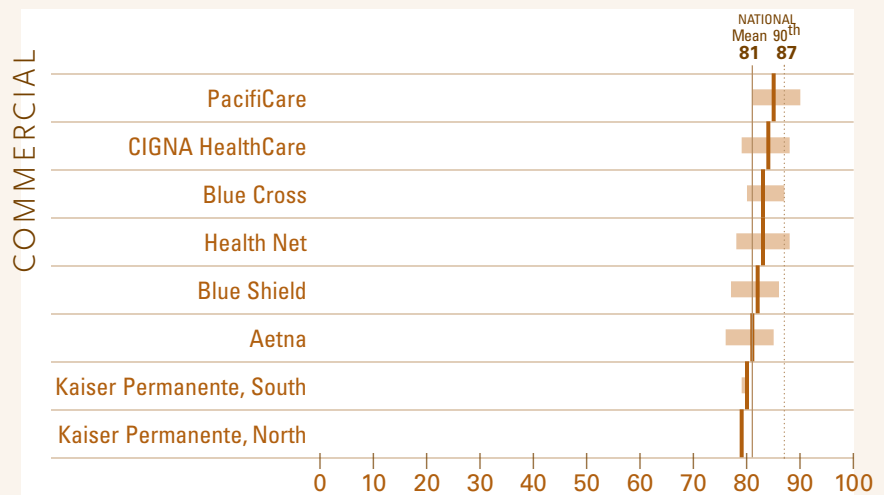 COMMERCIAL
NATIONAL
Mean 90th
81 87
PacifiCare
CIGNA HealthCare
Blue Cross
Health Net
Blue Shield
Aetna
Kaiser Permanente, South
Kaiser Permanente, North
0 10 20 30 40 50 60 70 80 90 100